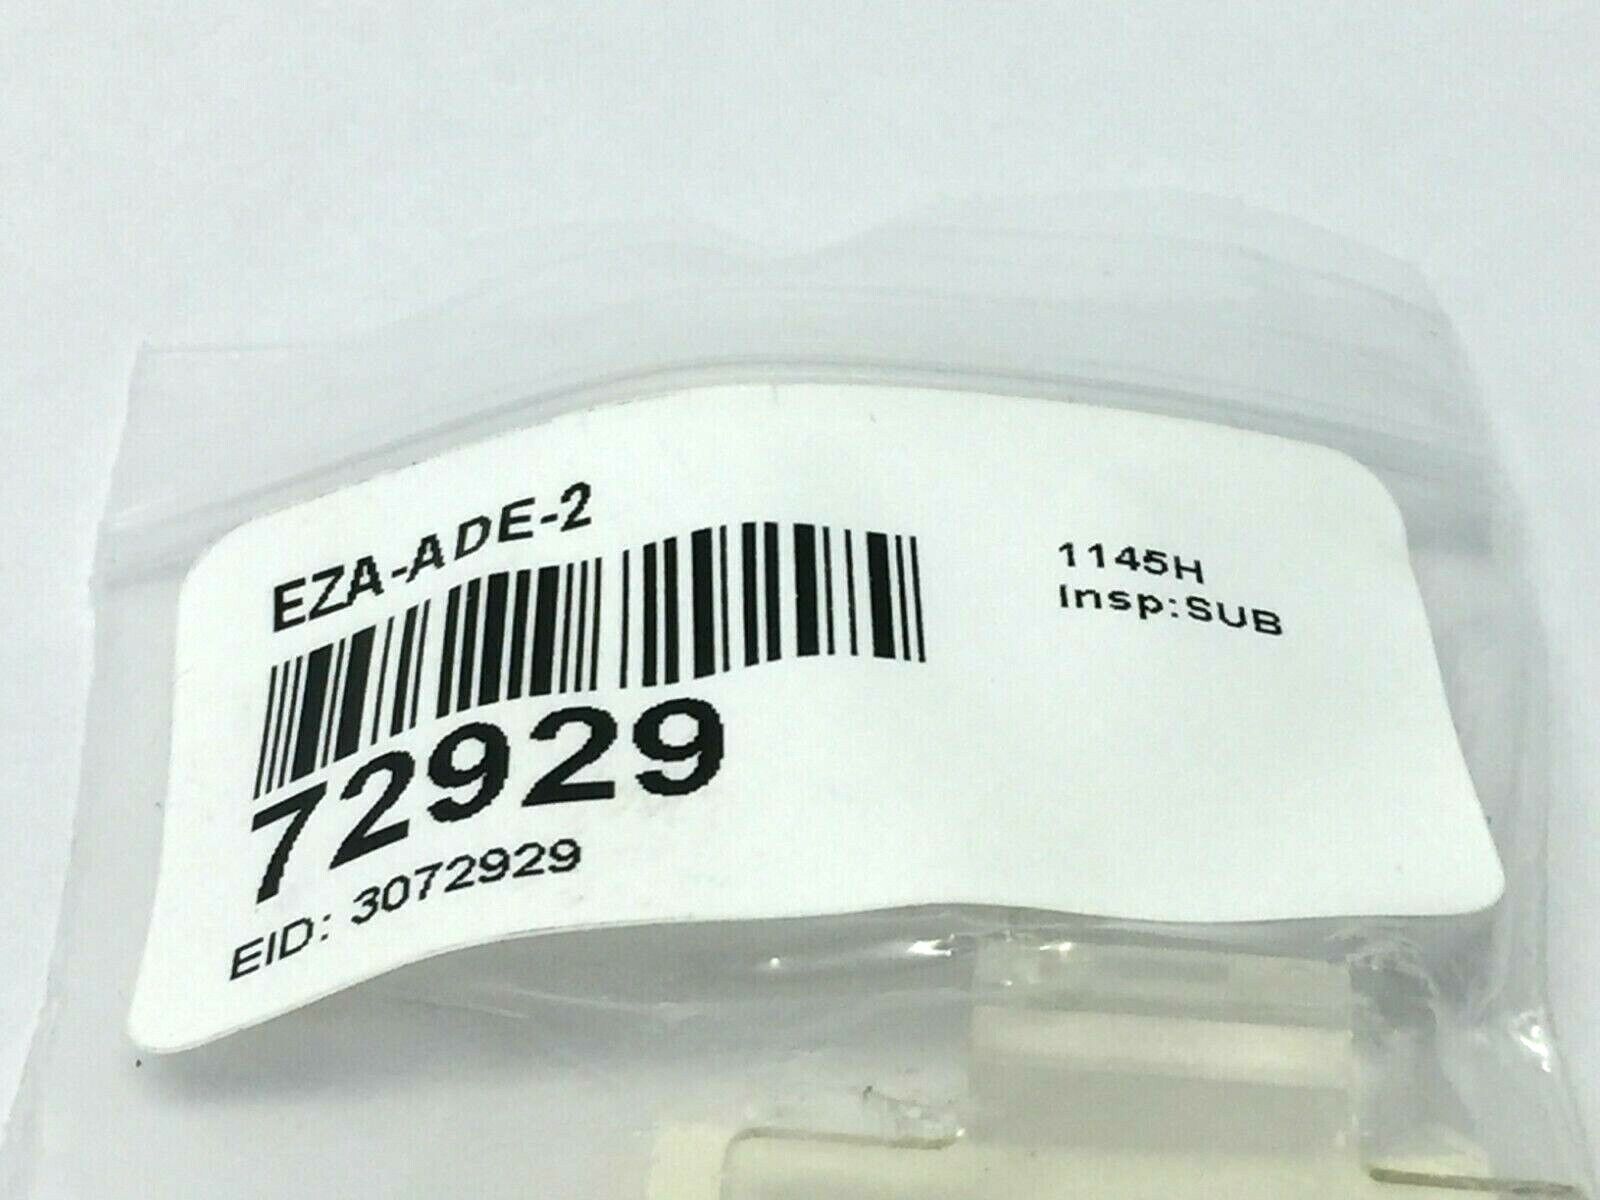 EZA-ADE-2
72929
EID: 3072929
1145H
Insp:SUB